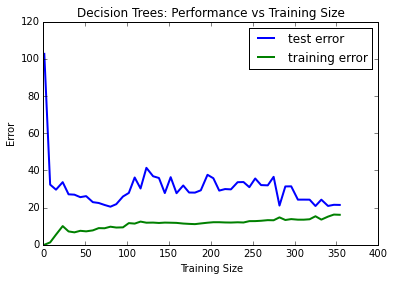 Decision Trees: Performance vs Training Size
120
100
80
60
40
20
0
Error
test error
training error
0 50 100 150 200 250 300 350 400
Training Size